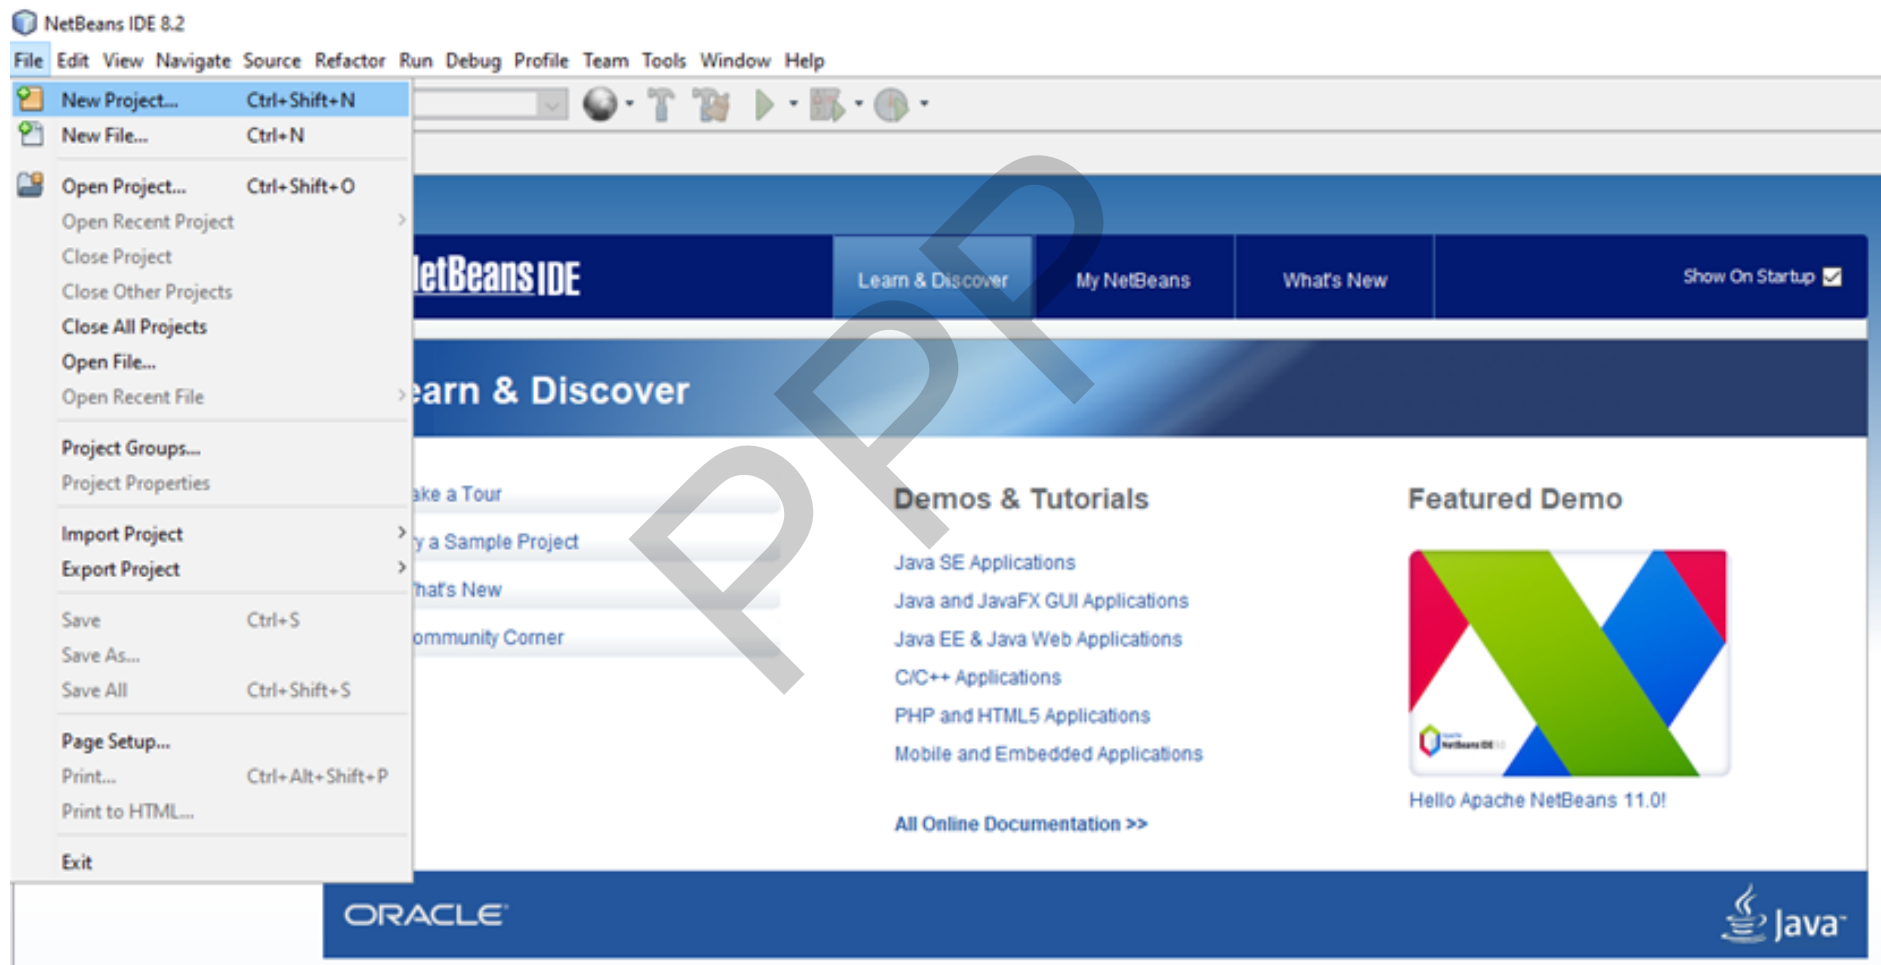 NetBeans IDE 8.2
File Edit View Navigate Source Refactor Run Debug Profile Team Tools Window Help
New Project... Ctrl+Shift+N
New File... Ctrl+N
Open Project... Ctrl+Shift+O
Open Recent Project
Close Project
Close Other Projects
Close All Projects
Open File...
Open Recent File
Project Groups...
Project Properties
Import Project
Export Project
Save Ctrl+S
Save As...
Save All Ctrl+Shift+S
Page Setup...
Print... Ctrl+Alt+Shift+P
Print to HTML...
Exit
etBeans IDE
Learn & Discover My NetBeans What's New Show On Startup
earn & Discover
ake a Tour
y a Sample Project
hat's New
ommunity Corner
Demos & Tutorials
Java SE Applications
Java and JavaFX GUI Applications
Java EE & Java Web Applications
C/C++ Applications
PHP and HTML5 Applications
Mobile and Embedded Applications
All Online Documentation >>
Featured Demo
NetBeans IDE
Hello Apache NetBeans 11.0!
PPP
ORACLE
Java